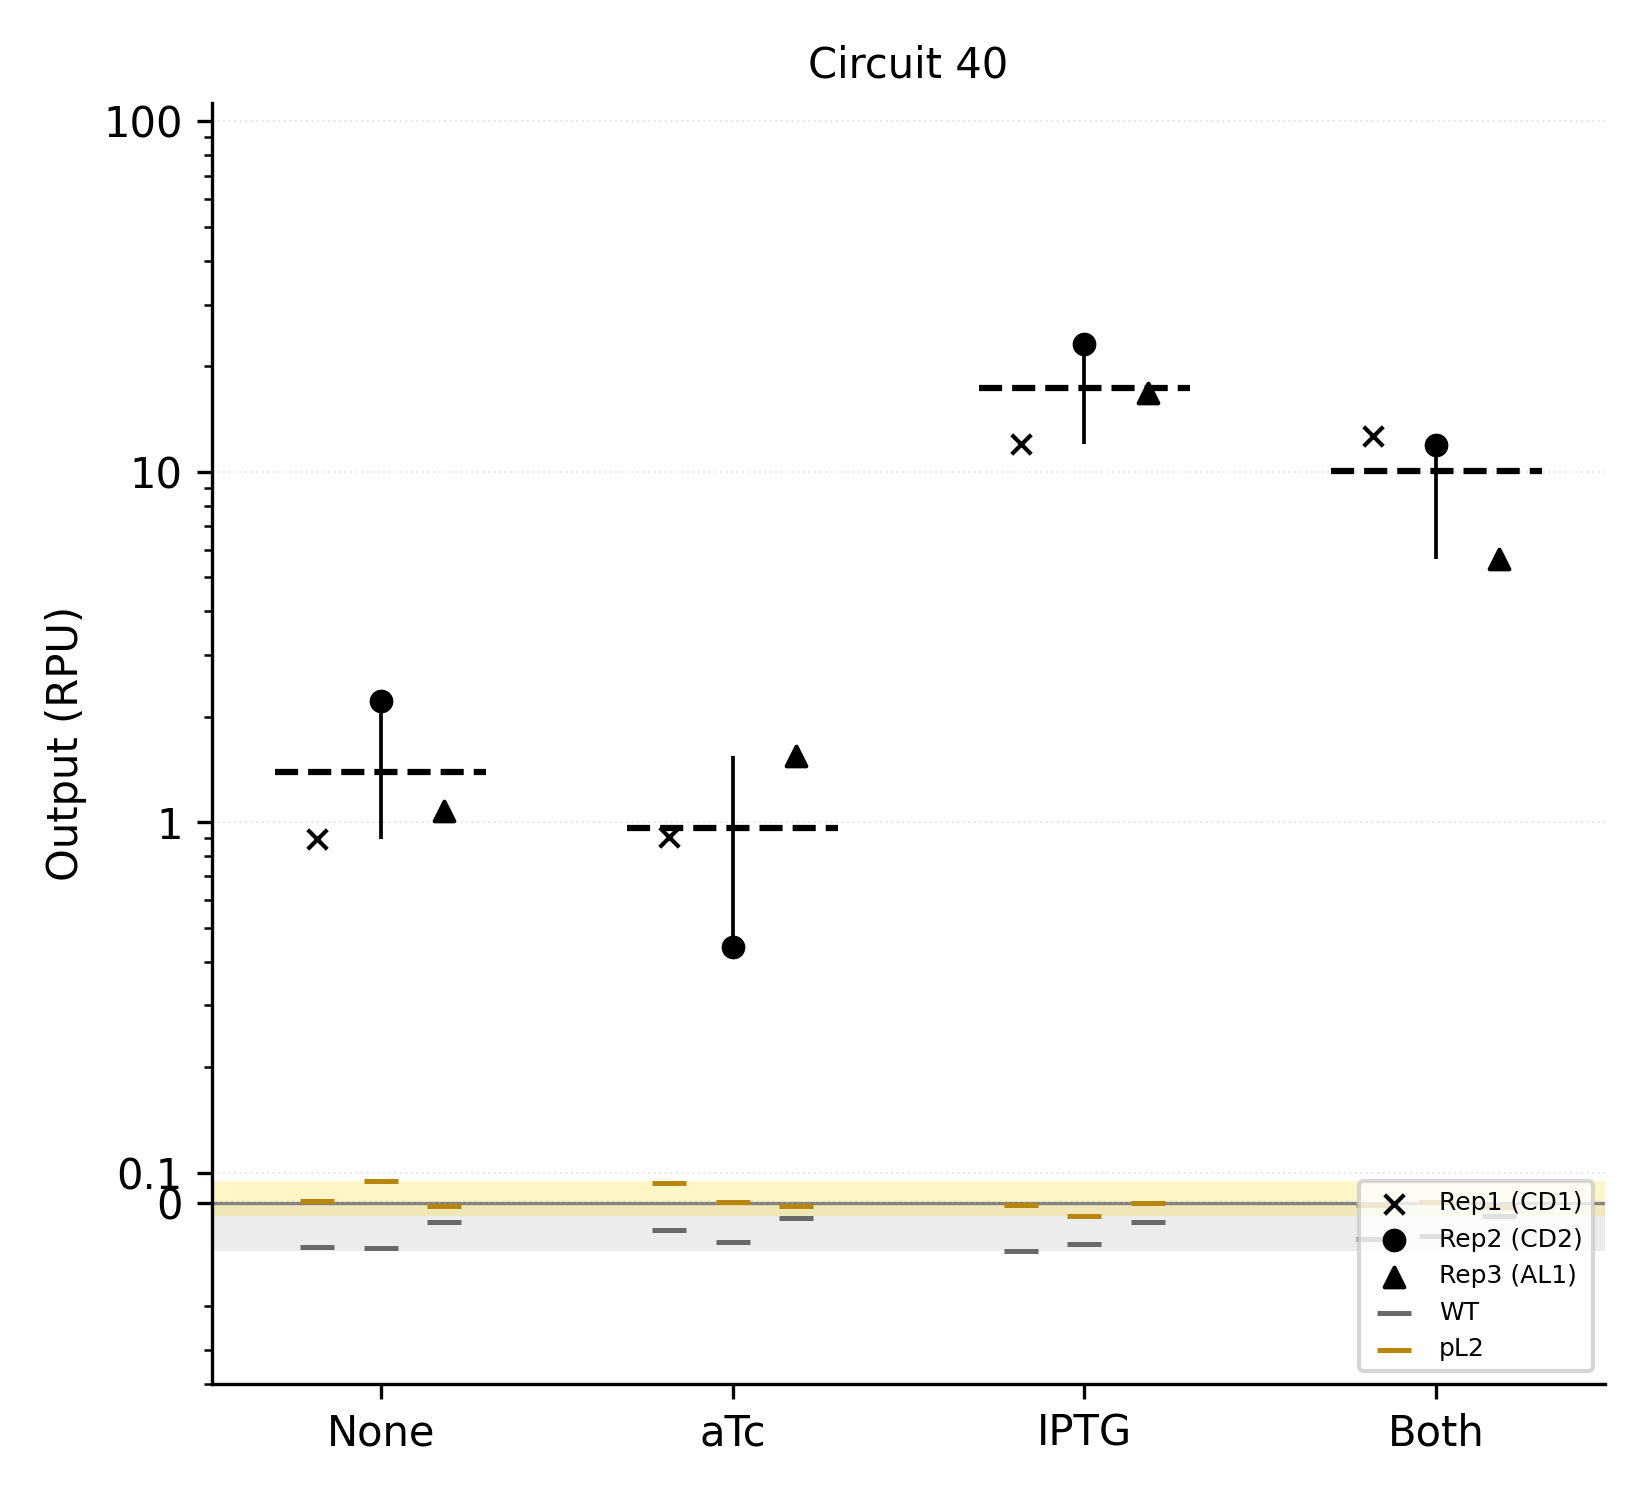 Circuit 40
Output (RPU)
100
10
1
0.1
0
None
aTc
IPTG
Both
Rep1 (CD1)
Rep2 (CD2)
Rep3 (AL1)
WT
pL2